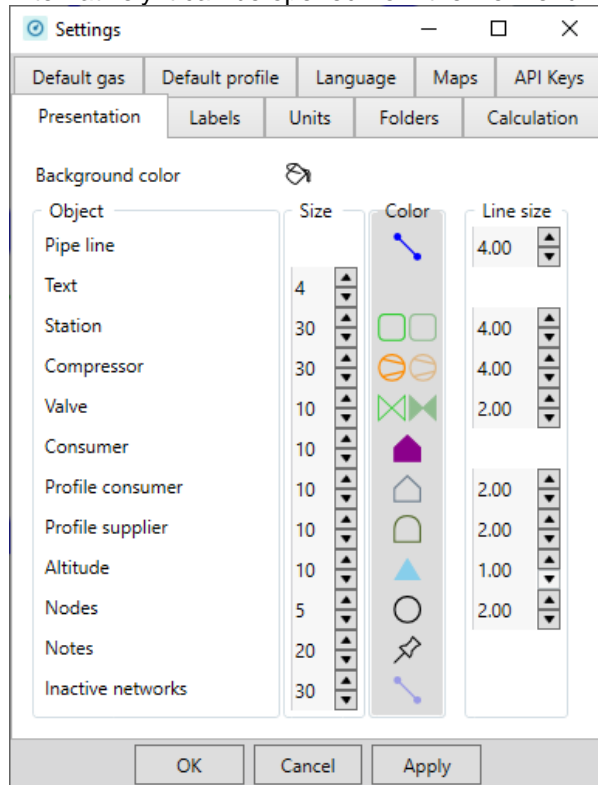 Settings
Default gas Default profile Language Maps API Keys
Presentation Labels Units Folders Calculation
Background color
Object Size Color Line size
Pipe line 4.00
Text 4
Station 30 4.00
Compressor 30 4.00
Valve 10 2.00
Consumer 10
Profile consumer 10 2.00
Profile supplier 10 2.00
Altitude 10 1.00
Nodes 5 2.00
Notes 20
Inactive networks 30
OK Cancel Apply